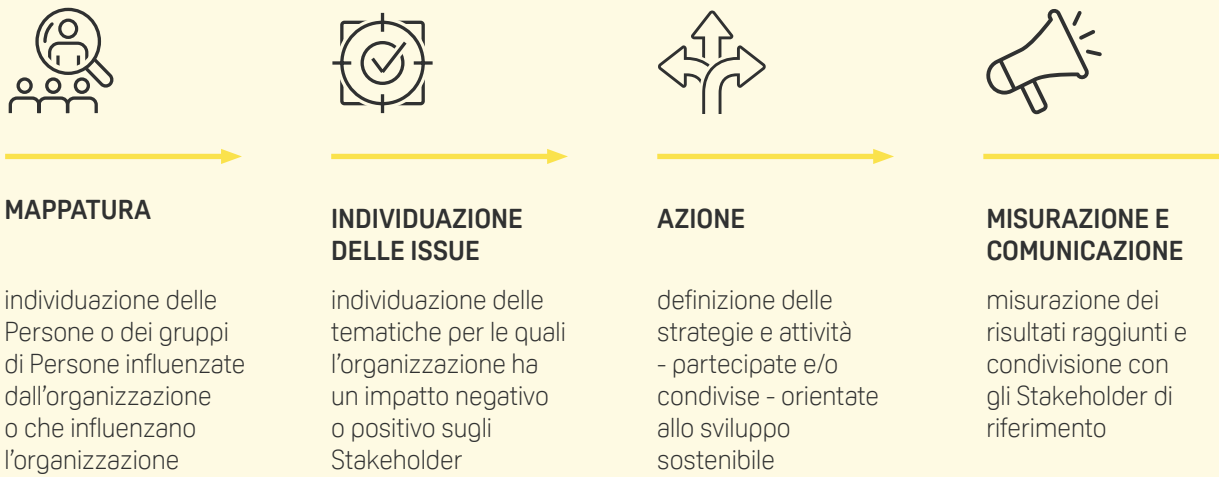 MAPPATURA
individuazione delle
Persone o dei gruppi
di Persone influenzate
dall'organizzazione
o che influenzano
l'organizzazione
INDIVIDUAZIONE
DELLE ISSUE
individuazione delle
tematiche per le quali
l'organizzazione ha
un impatto negativo
o positivo sugli
Stakeholder
AZIONE
definizione delle
strategie e attività
- partecipate e/o
condivise - orientate
allo sviluppo
sostenibile
MISURAZIONE E
COMUNICAZIONE
misurazione dei
risultati raggiunti e
condivisione con
gli Stakeholder di
riferimento